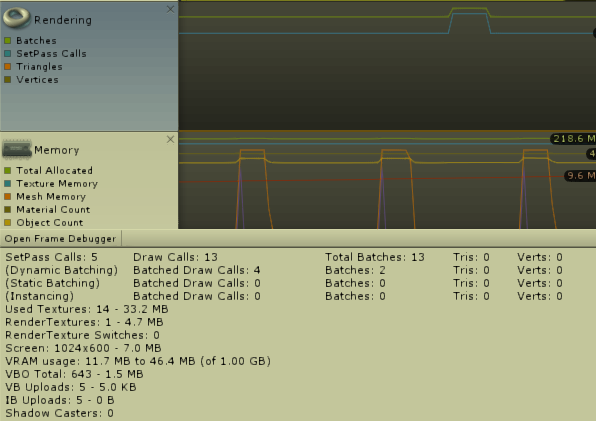 Rendering
Batches
SetPass Calls
Triangles
Vertices
Memory
218.6 M
4
9.6 M
Total Allocated
Texture Memory
Mesh Memory
Material Count
Object Count
Open Frame Debugger
SetPass Calls: 5 Draw Calls: 13 Total Batches: 13 Tris: 0 Verts: 0
(Dynamic Batching) Batched Draw Calls: 4 Batches: 2 Tris: 0 Verts: 0
(Static Batching) Batched Draw Calls: 0 Batches: 0 Tris: 0 Verts: 0
(Instancing) Batched Draw Calls: 0 Batches: 0 Tris: 0 Verts: 0
Used Textures: 14 - 33.2 MB
RenderTextures: 1 - 4.7 MB
RenderTexture Switches: 0
Screen: 1024x600 - 7.0 MB
VRAM usage: 11.7 MB to 46.4 MB (of 1.00 GB)
VBO Total: 643 - 1.5 MB
VB Uploads: 5 - 5.0 KB
IB Uploads: 5 - 0 B
Shadow Casters: 0